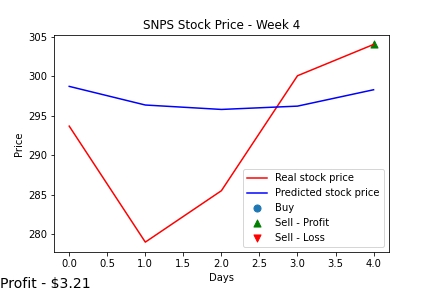 SNPS Stock Price - Week 4
305
300
295
290
285
280
Price
Real stock price
Predicted stock price
Buy
Sell - Profit
Sell - Loss
0.0 0.5 1.0 1.5 2.0 2.5 3.0 3.5 4.0
Days
Profit - $3.21